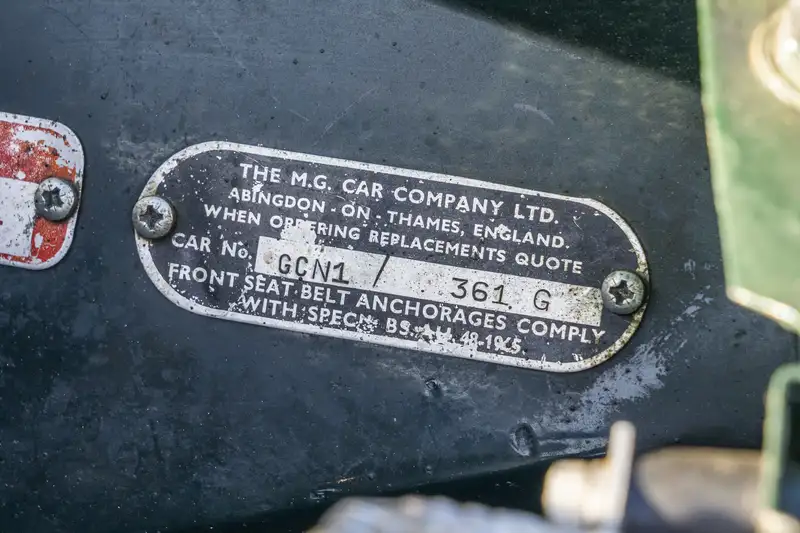 THE M.G. CAR COMPANY LTD.
ABINGDON - ON - THAMES, ENGLAND.
WHEN ORDERING REPLACEMENTS QUOTE
CAR No. GCN1 / 361 G
FRONT SEAT BELT ANCHORAGES COMPLY
WITH SPECN. BS. AU. 48-1965.